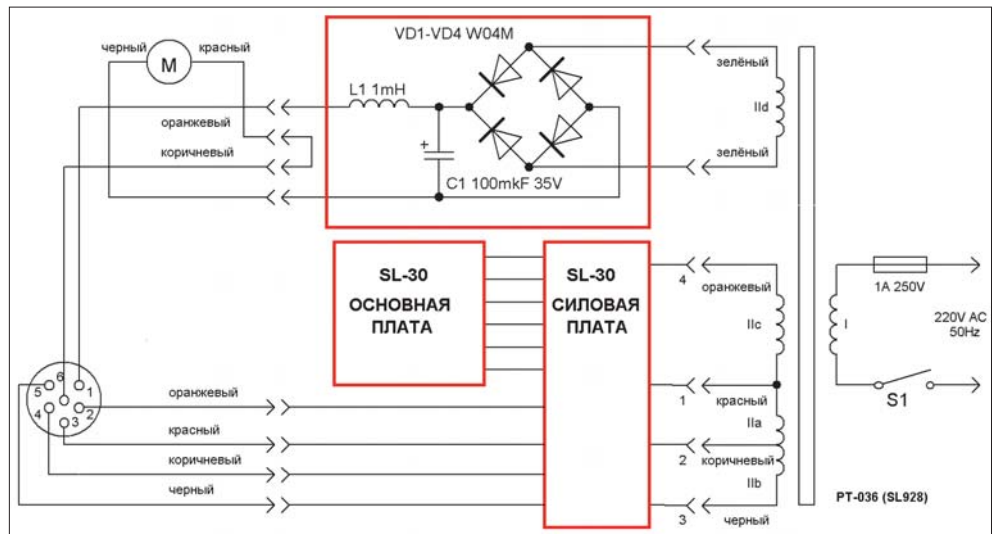 VD1-VD4 W04M
черный
красный
M
зелёный
L1 1mH
IId
оранжевый
+
коричневый
зелёный
C1 100mkF 35V
SL-30
ОСНОВНАЯ
ПЛАТА
SL-30
СИЛОВАЯ
ПЛАТА
4
оранжевый
1A 250V
IIc
I
220V AC
50Hz
6
5
1
4
2
3
оранжевый
1
красный
S1
IIa
красный
2
коричневый
коричневый
IIb
черный
PT-036 (SL928)
3
черный